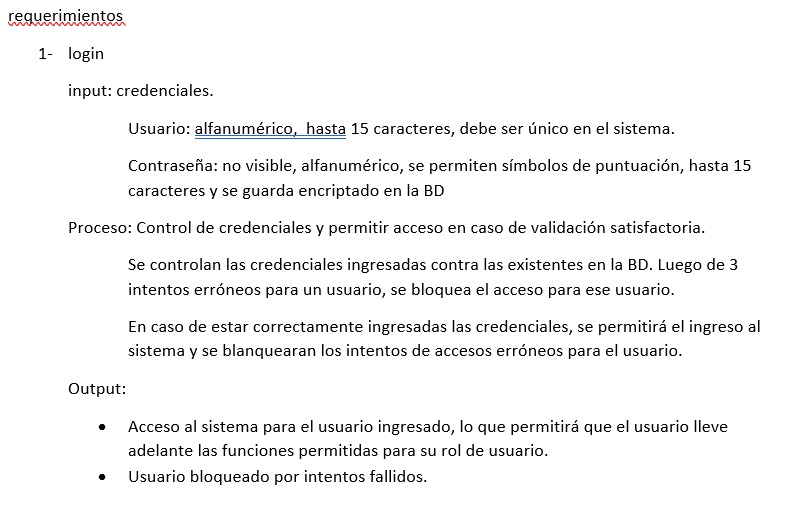 requerimientos
1- login
input: credenciales.
Usuario: alfanumérico, hasta 15 caracteres, debe ser único en el sistema.
Contraseña: no visible, alfanumérico, se permiten símbolos de puntuación, hasta 15
caracteres y se guarda encriptado en la BD
Proceso: Control de credenciales y permitir acceso en caso de validación satisfactoria.
Se controlan las credenciales ingresadas contra las existentes en la BD. Luego de 3
intentos erróneos para un usuario, se bloquea el acceso para ese usuario.
En caso de estar correctamente ingresadas las credenciales, se permitirá el ingreso al
sistema y se blanquearan los intentos de accesos erróneos para el usuario.
Output:
• Acceso al sistema para el usuario ingresado, lo que permitirá que el usuario lleve
adelante las funciones permitidas para su rol de usuario.
• Usuario bloqueado por intentos fallidos.